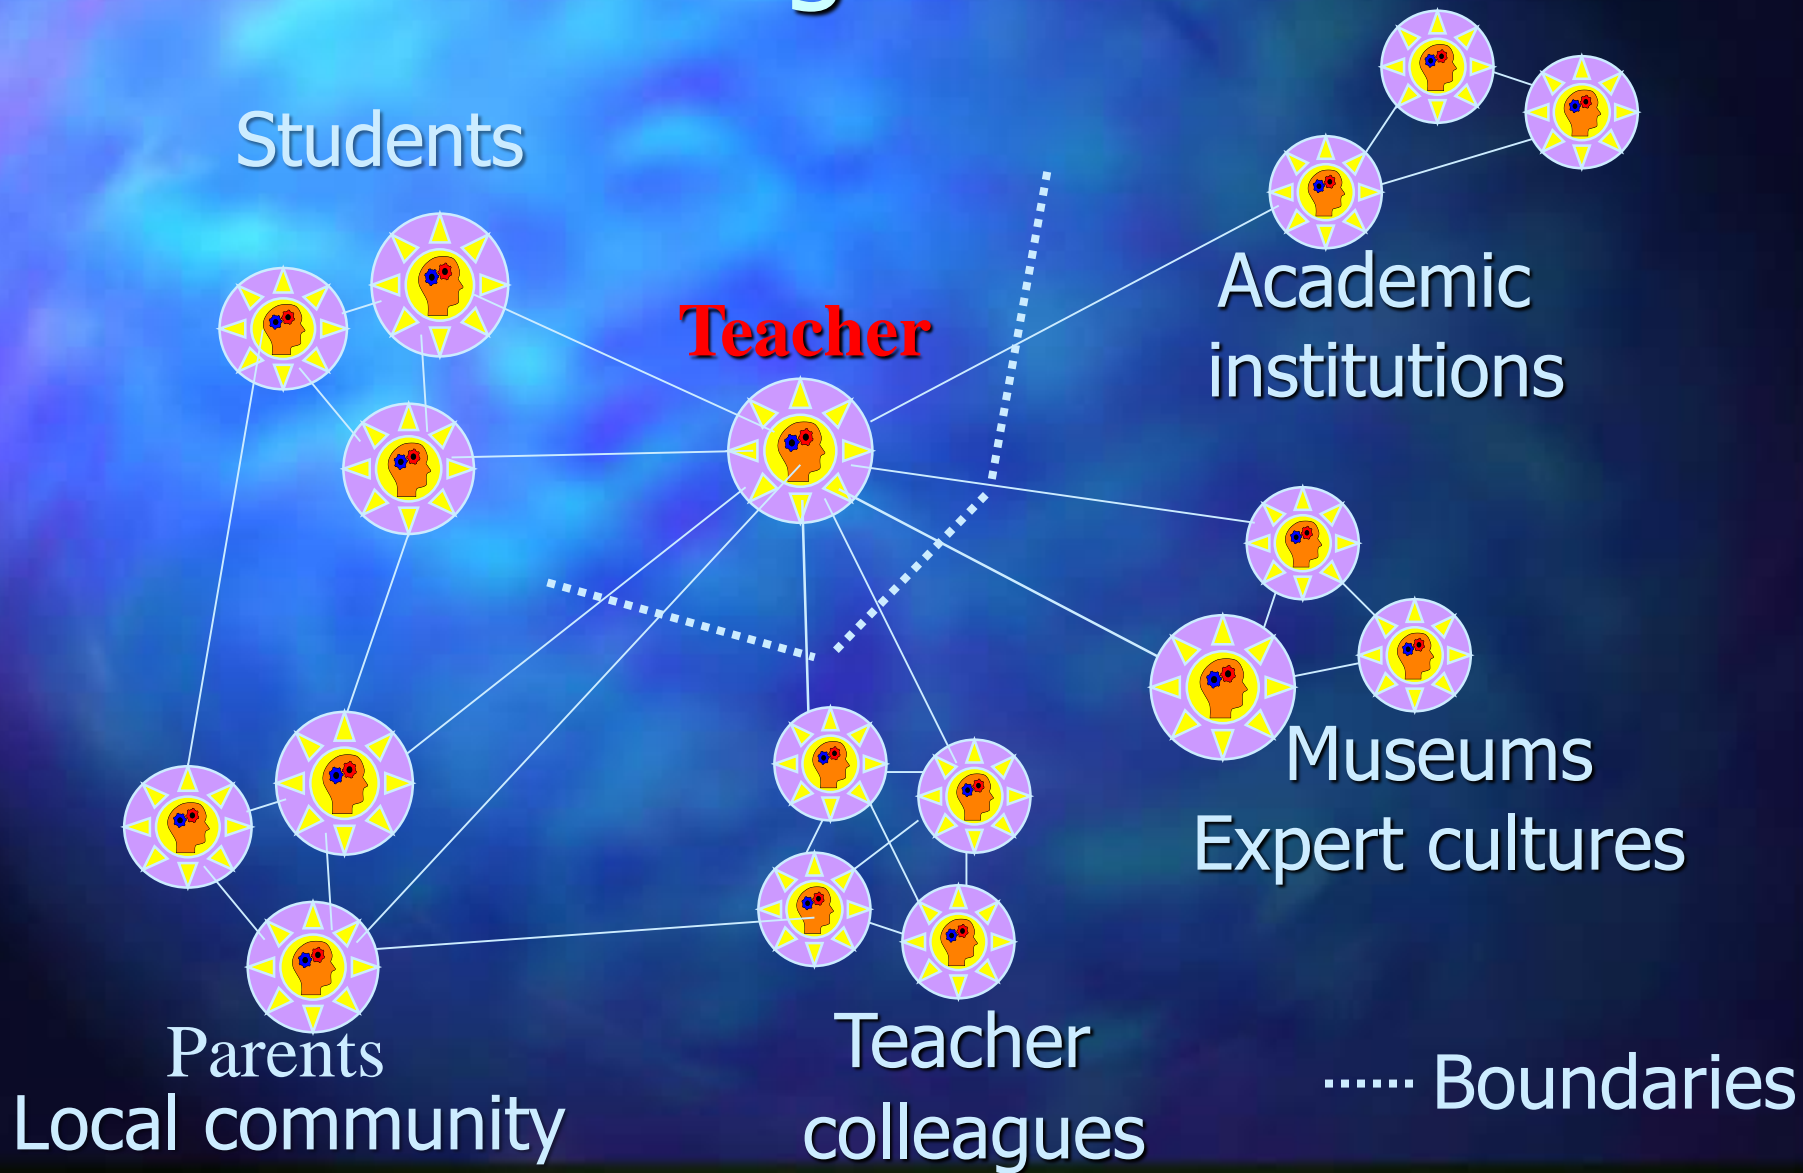 Students
Teacher
Academic
institutions
Museums
Expert cultures
Parents
Local community
Teacher
colleagues
Boundaries